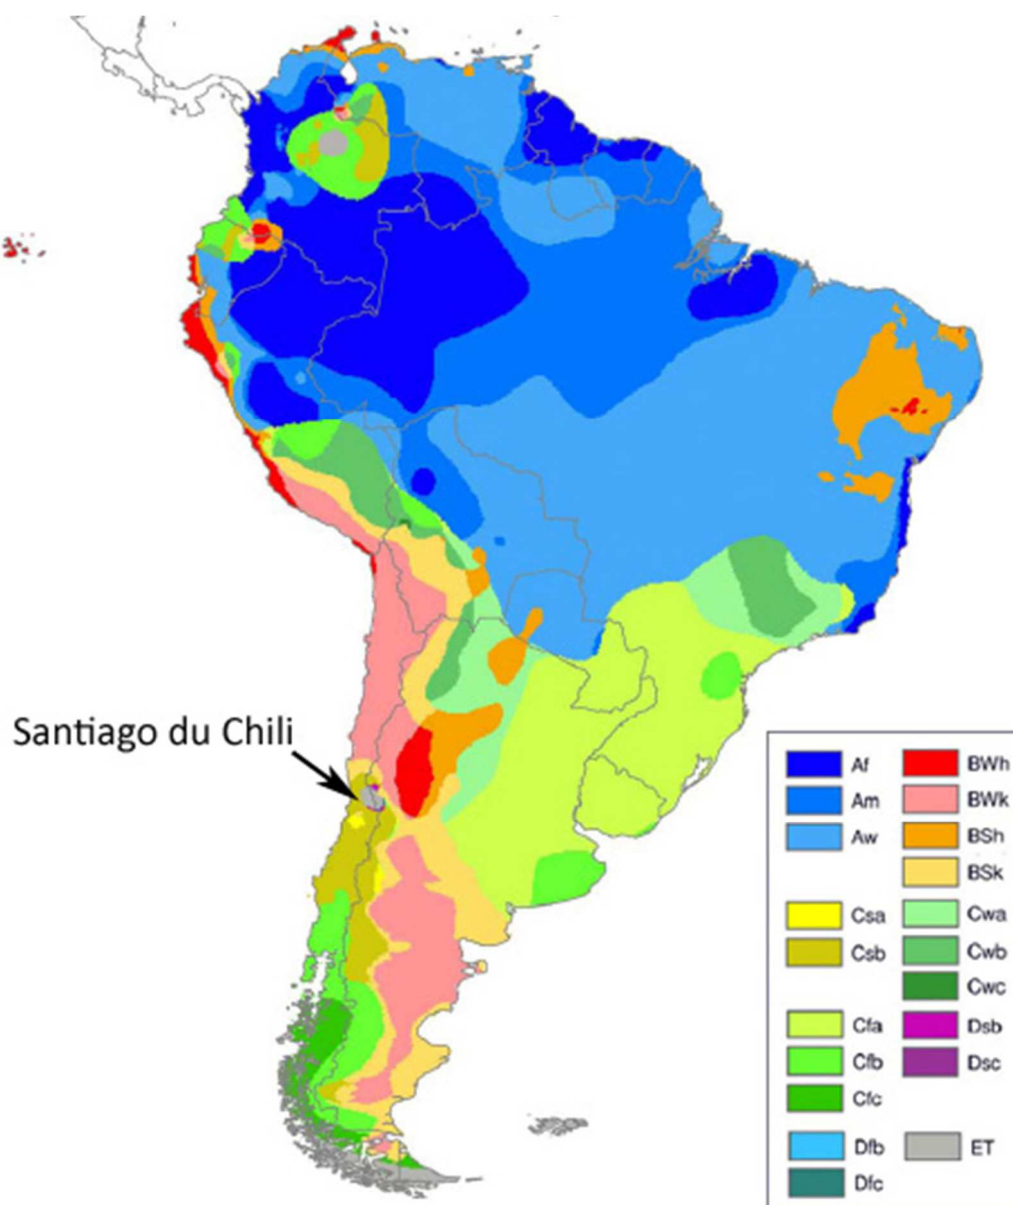 Santiago du Chili
Af BWh
Am BWk
Aw BSh
BSk
Csa Cwa
Csb Cwb
Cwc
Cfa Dsb
Cfb Dsc
Cfc
Dfb ET
Dfc